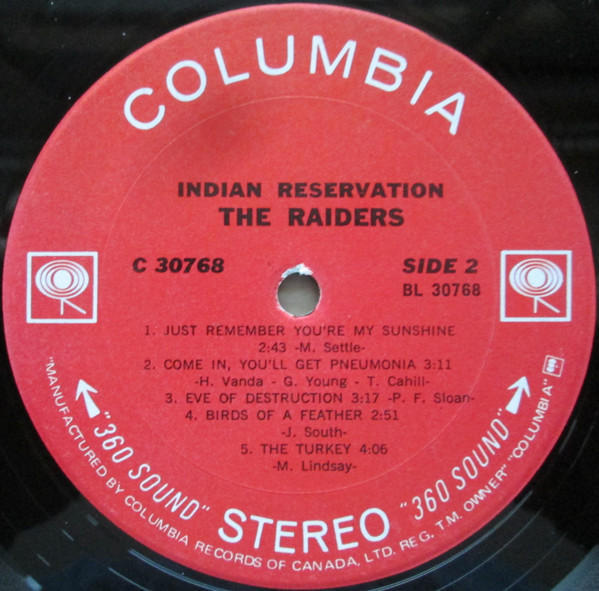 COLUMBIA
INDIAN RESERVATION
THE RAIDERS
C 30768
SIDE 2
BL 30768
1. JUST REMEMBER YOU'RE MY SUNSHINE
2:43 -M. Settle-
2. COME IN, YOU'LL GET PNEUMONIA 3:11
-H. Vanda - G. Young - T. Cahill-
3. EVE OF DESTRUCTION 3:17 -P. F. Sloan-
4. BIRDS OF A FEATHER 2:51
-J. South-
5. THE TURKEY 4:06
-M. Lindsay-
"360 SOUND" STEREO "360 SOUND"
"MANUFACTURED BY COLUMBIA RECORDS OF CANADA, LTD. REG. T.M. OWNER" "COLUMBIA"